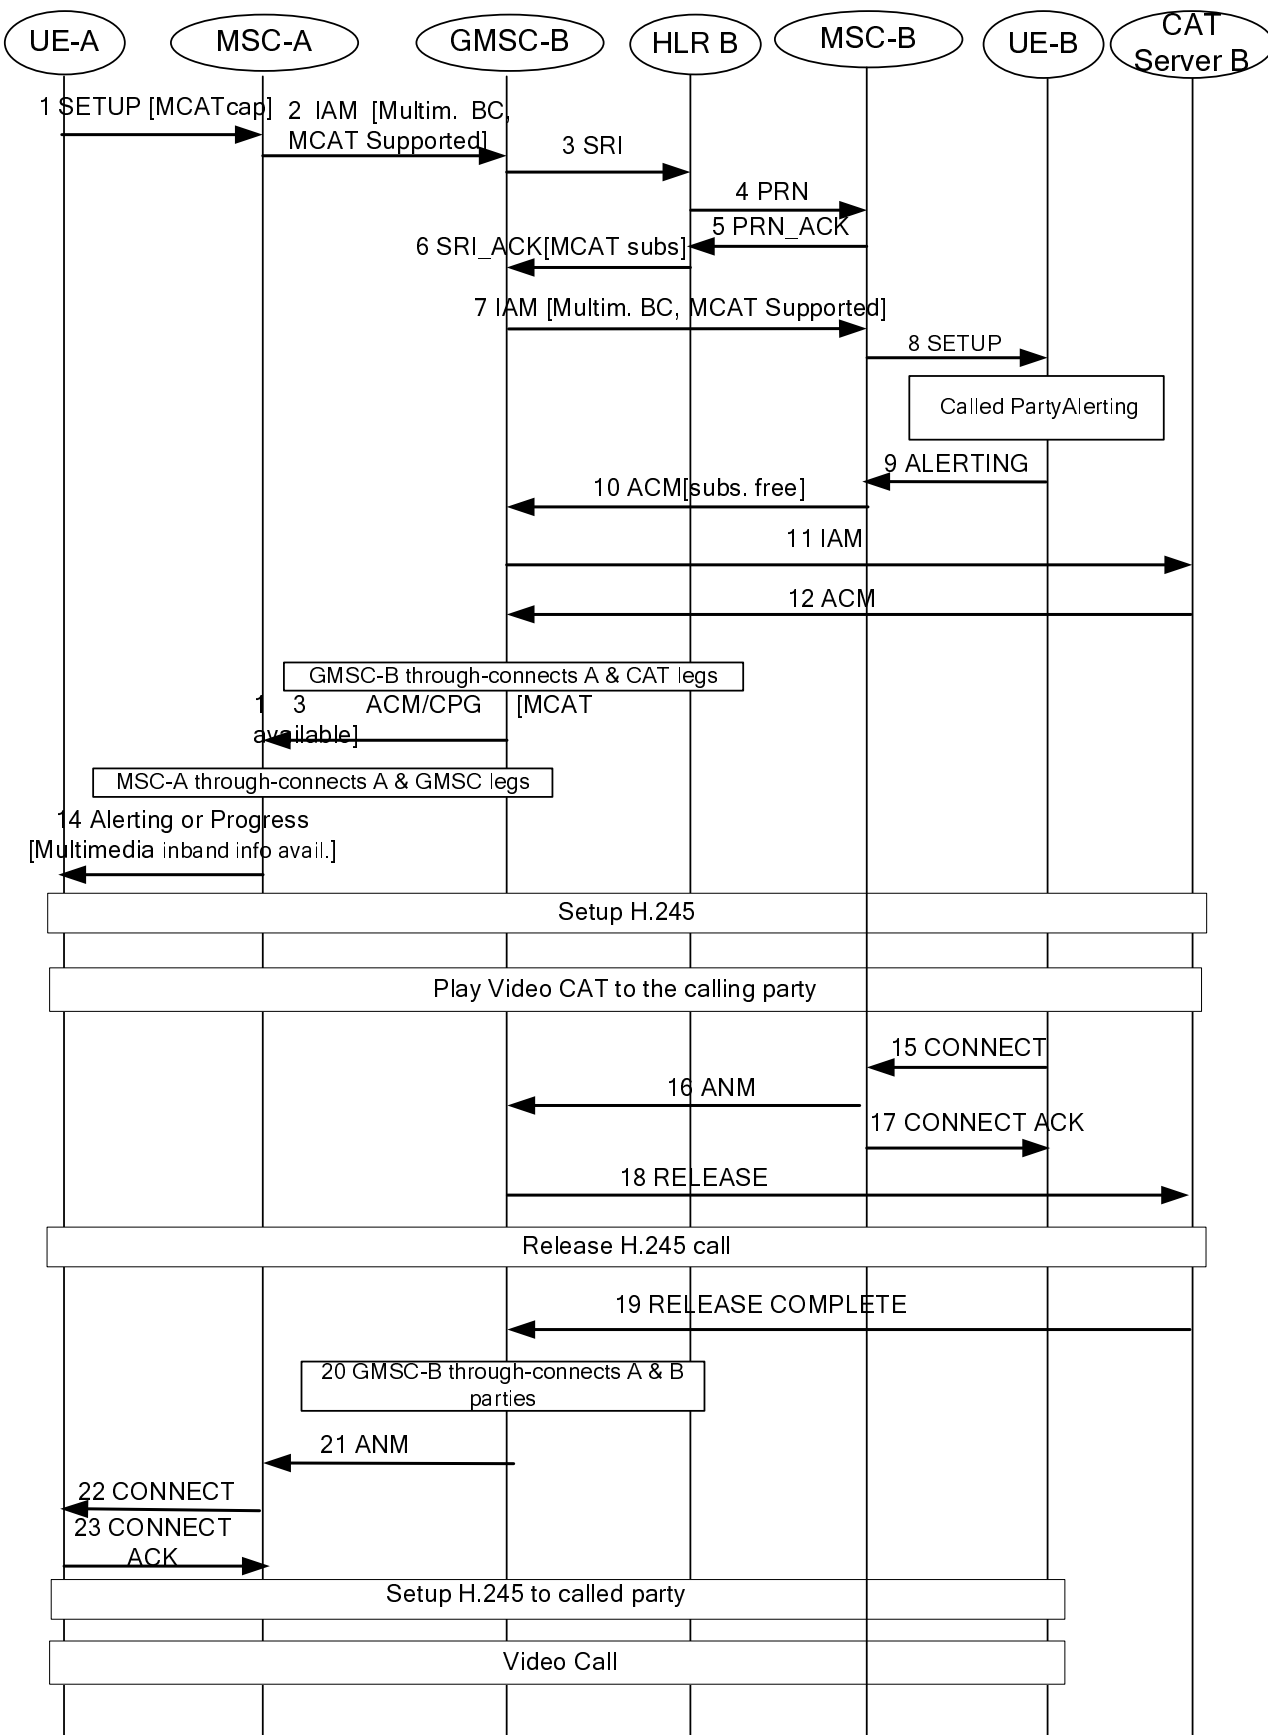 UE-A
MSC-A
GMSC-B
HLR B
MSC-B
UE-B
CAT
Server B
1 SETUP [MCATcap]
2 IAM [Multim. BC,
MCAT Supported]
3 SRI
4 PRN
5 PRN_ACK
6 SRI_ACK[MCAT subs]
7 IAM [Multim. BC, MCAT Supported]
8 SETUP
Called PartyAlerting
9 ALERTING
10 ACM[subs. free]
11 IAM
12 ACM
GMSC-B through-connects A & CAT legs
1 3 ACM/CPG [MCAT
available]
MSC-A through-connects A & GMSC legs
14 Alerting or Progress
[Multimedia inband info avail.]
Setup H.245
Play Video CAT to the calling party
15 CONNECT
16 ANM
17 CONNECT ACK
18 RELEASE
Release H.245 call
19 RELEASE COMPLETE
20 GMSC-B through-connects A & B
parties
21 ANM
22 CONNECT
23 CONNECT
ACK
Setup H.245 to called party
Video Call